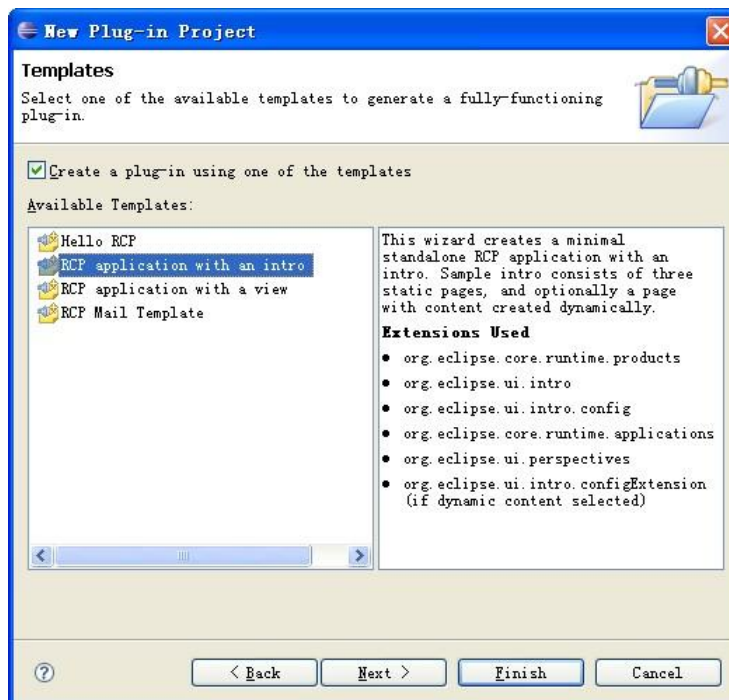 New Plug-in Project
Templates
Select one of the available templates to generate a fully-functioning
plug-in.
Create a plug-in using one of the templates
Available Templates:
Hello RCP
RCP application with an intro
RCP application with a view
RCP Mail Template
This wizard creates a minimal
standalone RCP application with an
intro. Sample intro consists of three
static pages, and optionally a page
with content created dynamically.
Extensions Used
● org.eclipse.core.runtime.products
● org.eclipse.ui.intro
● org.eclipse.ui.intro.config
● org.eclipse.core.runtime.applications
● org.eclipse.ui.perspectives
● org.eclipse.ui.intro.configExtension
(if dynamic content selected)
?
< Back
Next >
Finish
Cancel